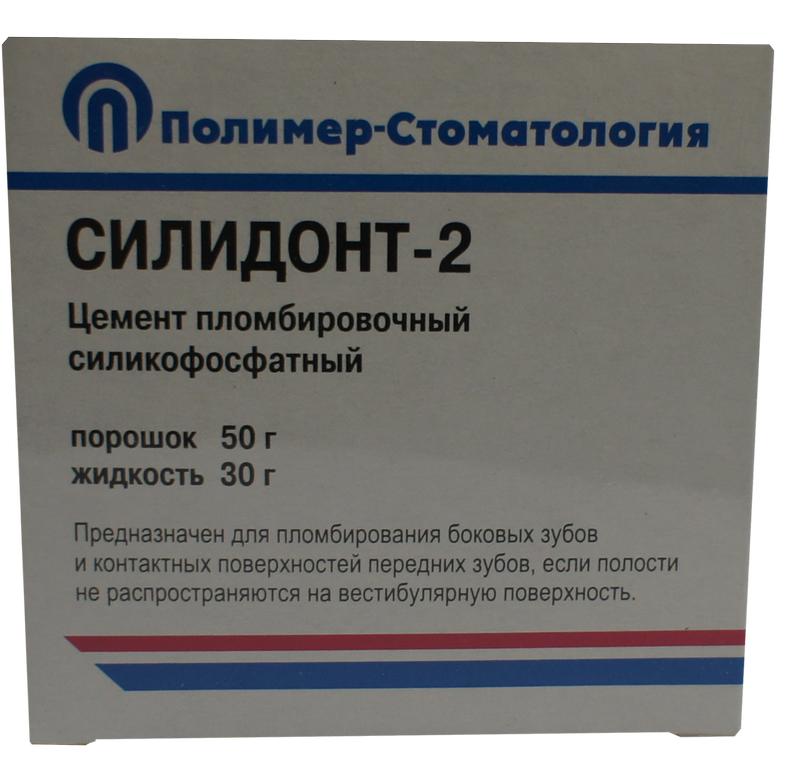 Полимер-Стоматология
СИЛИДОНТ-2
Цемент пломбировочный
силикофосфатный
порошок 50 г
жидкость 30 г
Предназначен для пломбирования боковых зубов
и контактных поверхностей передних зубов, если полости
не распространяются на вестибулярную поверхность.